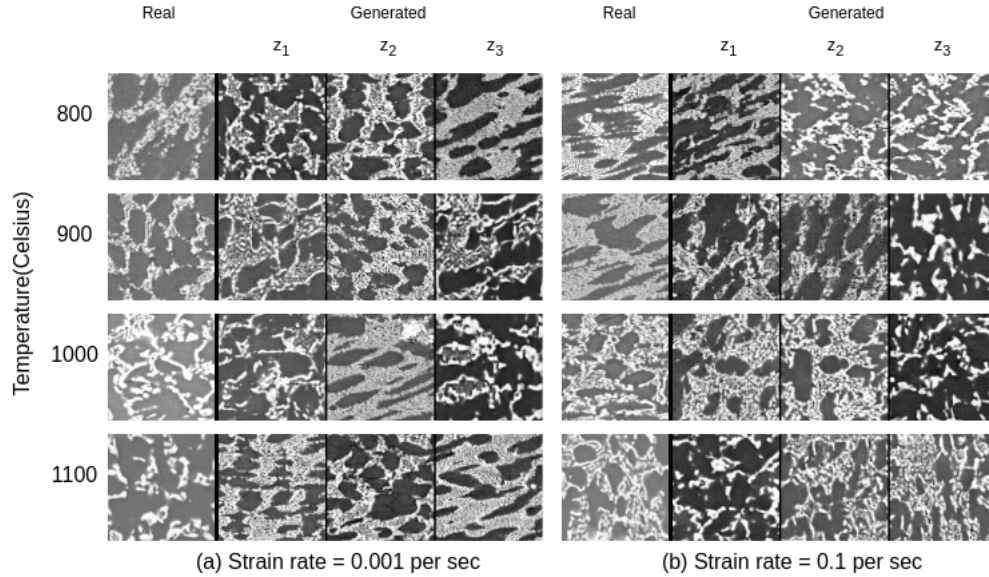 Real Generated Real Generated
z1 z2 z3 z1 z2 z3
800
900
1000
1100
Temperature(Celsius)
(a) Strain rate = 0.001 per sec (b) Strain rate = 0.1 per sec